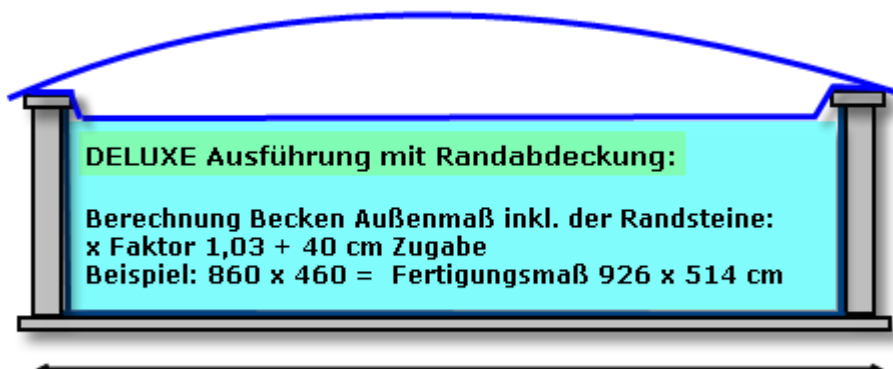 DELUXE Ausführung mit Randabdeckung:
Berechnung Becken Außenmaß inkl. der Randsteine:
x Faktor 1,03 + 40 cm Zugabe
Beispiel: 860 x 460 = Fertigungsmaß 926 x 514 cm